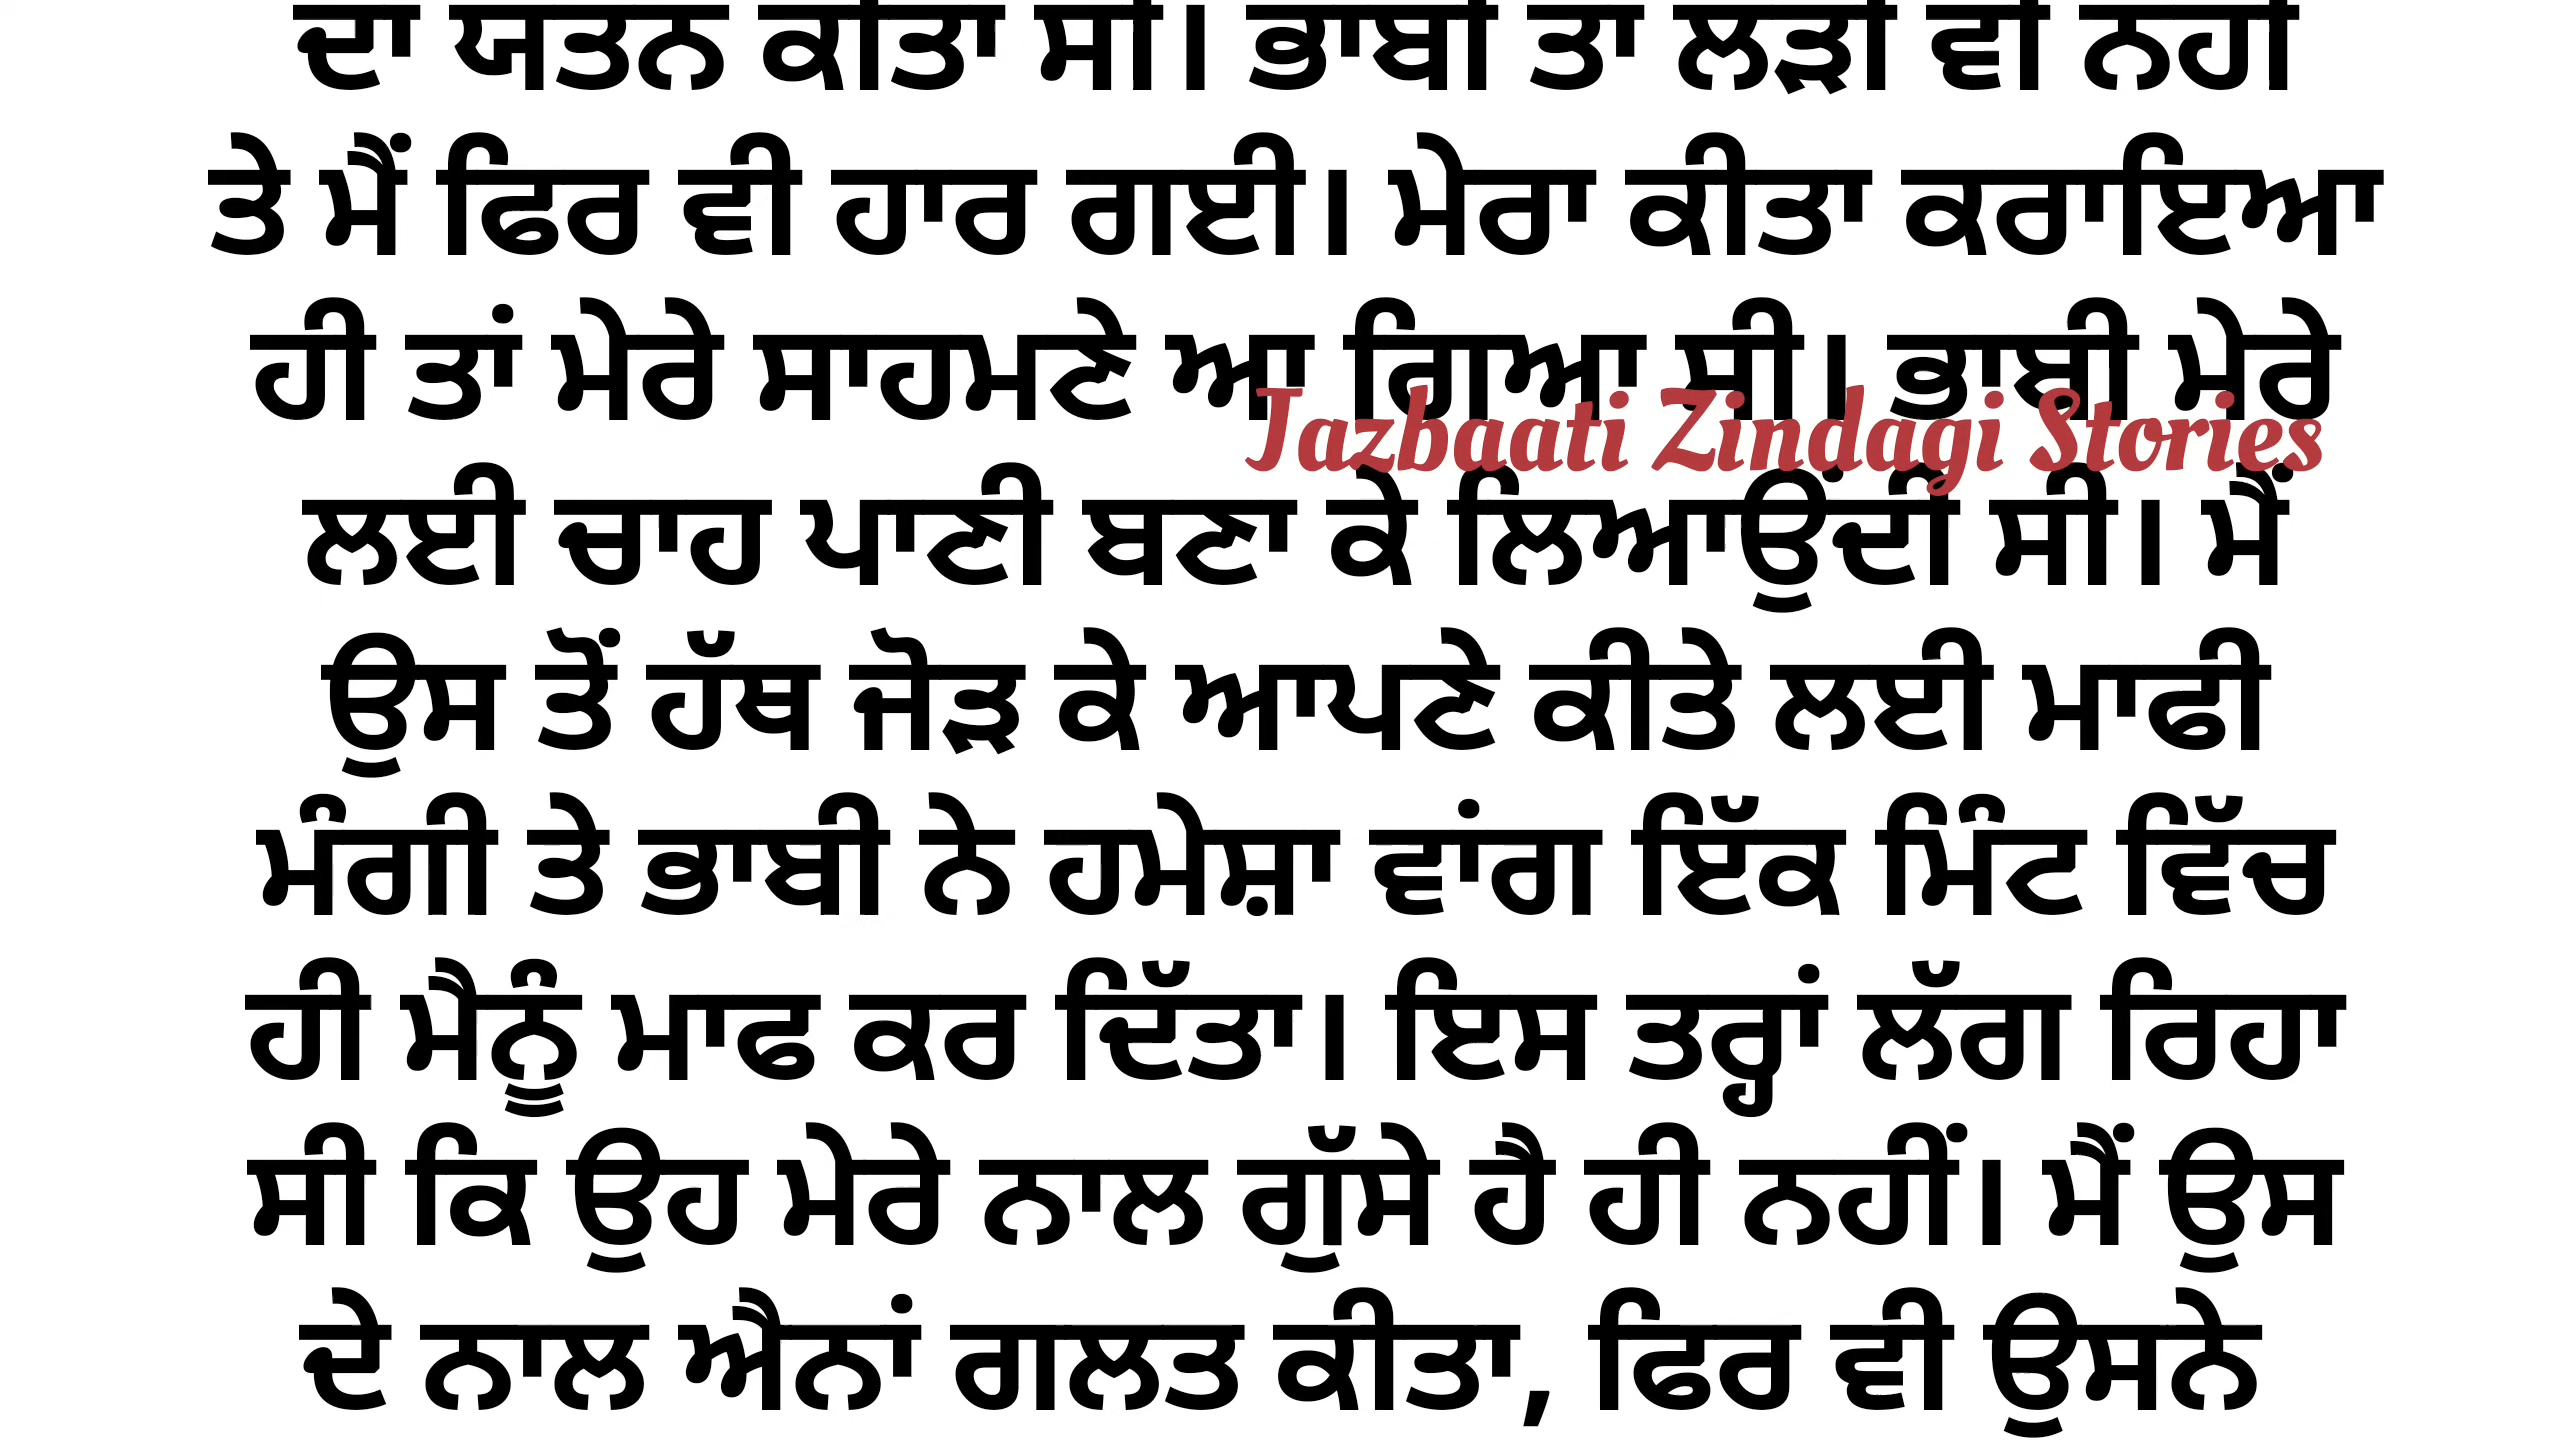 ਦਾ ਯਤਨ ਕੀਤਾ ਸੀ। ਭਾਬੀ ਤਾਂ ਲੜੀ ਵੀ ਨਹੀਂ
ਤੇ ਮੈਂ ਫਿਰ ਵੀ ਹਾਰ ਗਈ। ਮੇਰਾ ਕੀਤਾ ਕਰਾਇਆ
ਹੀ ਤਾਂ ਮੇਰੇ ਸਾਹਮਣੇ ਆ ਗਿਆ ਸੀ। ਭਾਬੀ ਮੇਰੇ
Jazbaati Zindagi Stories
ਲਈ ਚਾਹ ਪਾਣੀ ਬਣਾ ਕੇ ਲਿਆਉਂਦੀ ਸੀ। ਮੈਂ
ਉਸ ਤੋਂ ਹੱਥ ਜੋੜ ਕੇ ਆਪਣੇ ਕੀਤੇ ਲਈ ਮਾਫੀ
ਮੰਗੀ ਤੇ ਭਾਬੀ ਨੇ ਹਮੇਸ਼ਾ ਵਾਂਗ ਇੱਕ ਮਿੰਟ ਵਿੱਚ
ਹੀ ਮੈਨੂੰ ਮਾਫ ਕਰ ਦਿੱਤਾ। ਇਸ ਤਰ੍ਹਾਂ ਲੱਗ ਰਿਹਾ
ਸੀ ਕਿ ਉਹ ਮੇਰੇ ਨਾਲ ਗੁੱਸੇ ਹੈ ਹੀ ਨਹੀਂ। ਮੈਂ ਉਸ
ਦੇ ਨਾਲ ਐਨਾਂ ਗਲਤ ਕੀਤਾ, ਫਿਰ ਵੀ ਉਸਨੇ